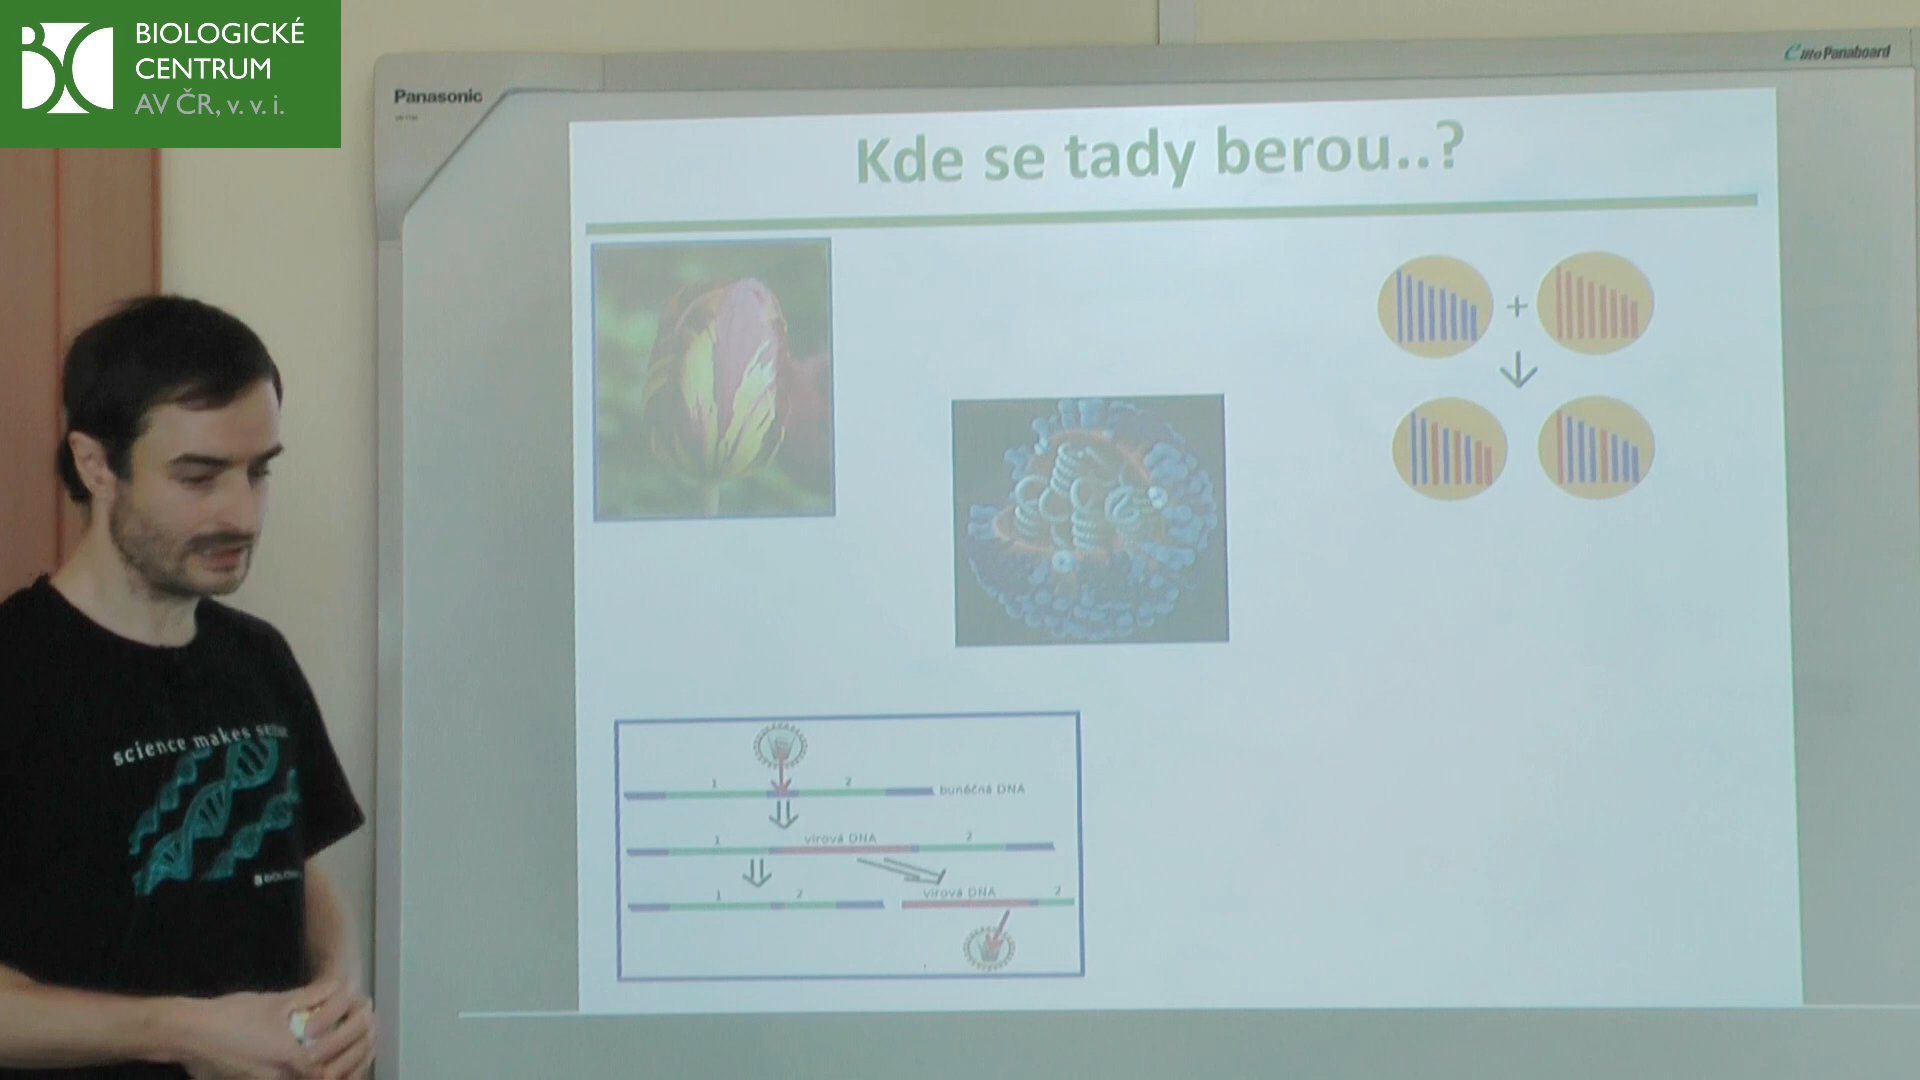 BIOLOGICKÉ
CENTRUM
AV ČR, v. v. i.
Panasonic
elite Panaboard
Kde se tady berou..?
+
1
2
buněčná DNA
1
virová DNA
2
1
2
virová DNA
2
science makes